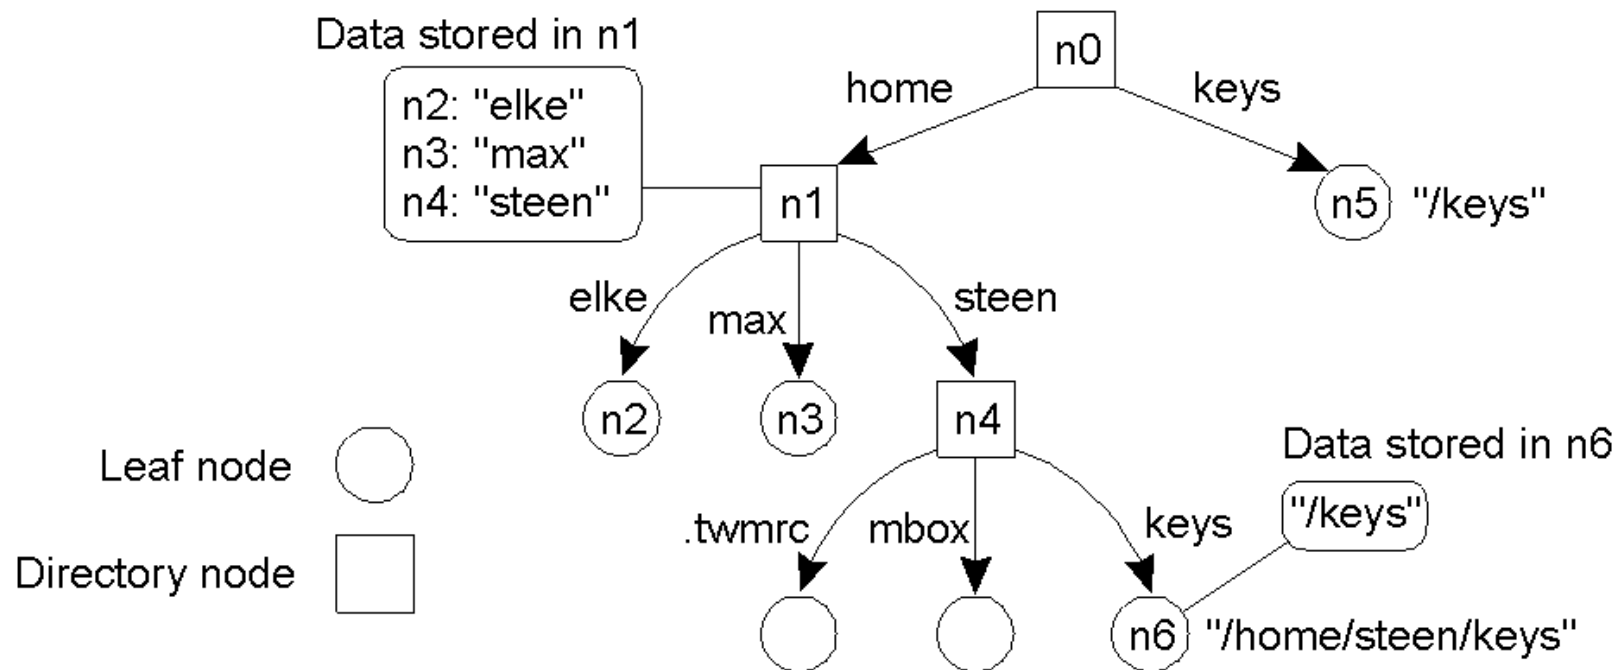 Data stored in n1
n0
home
keys
n2: "elke"
n3: "max"
n4: "steen"
n1
n5
"/keys"
elke
max
steen
n2
n3
n4
Leaf node
Data stored in n6
"/keys"
.twmrc
mbox
keys
Directory node
n6
"/home/steen/keys"